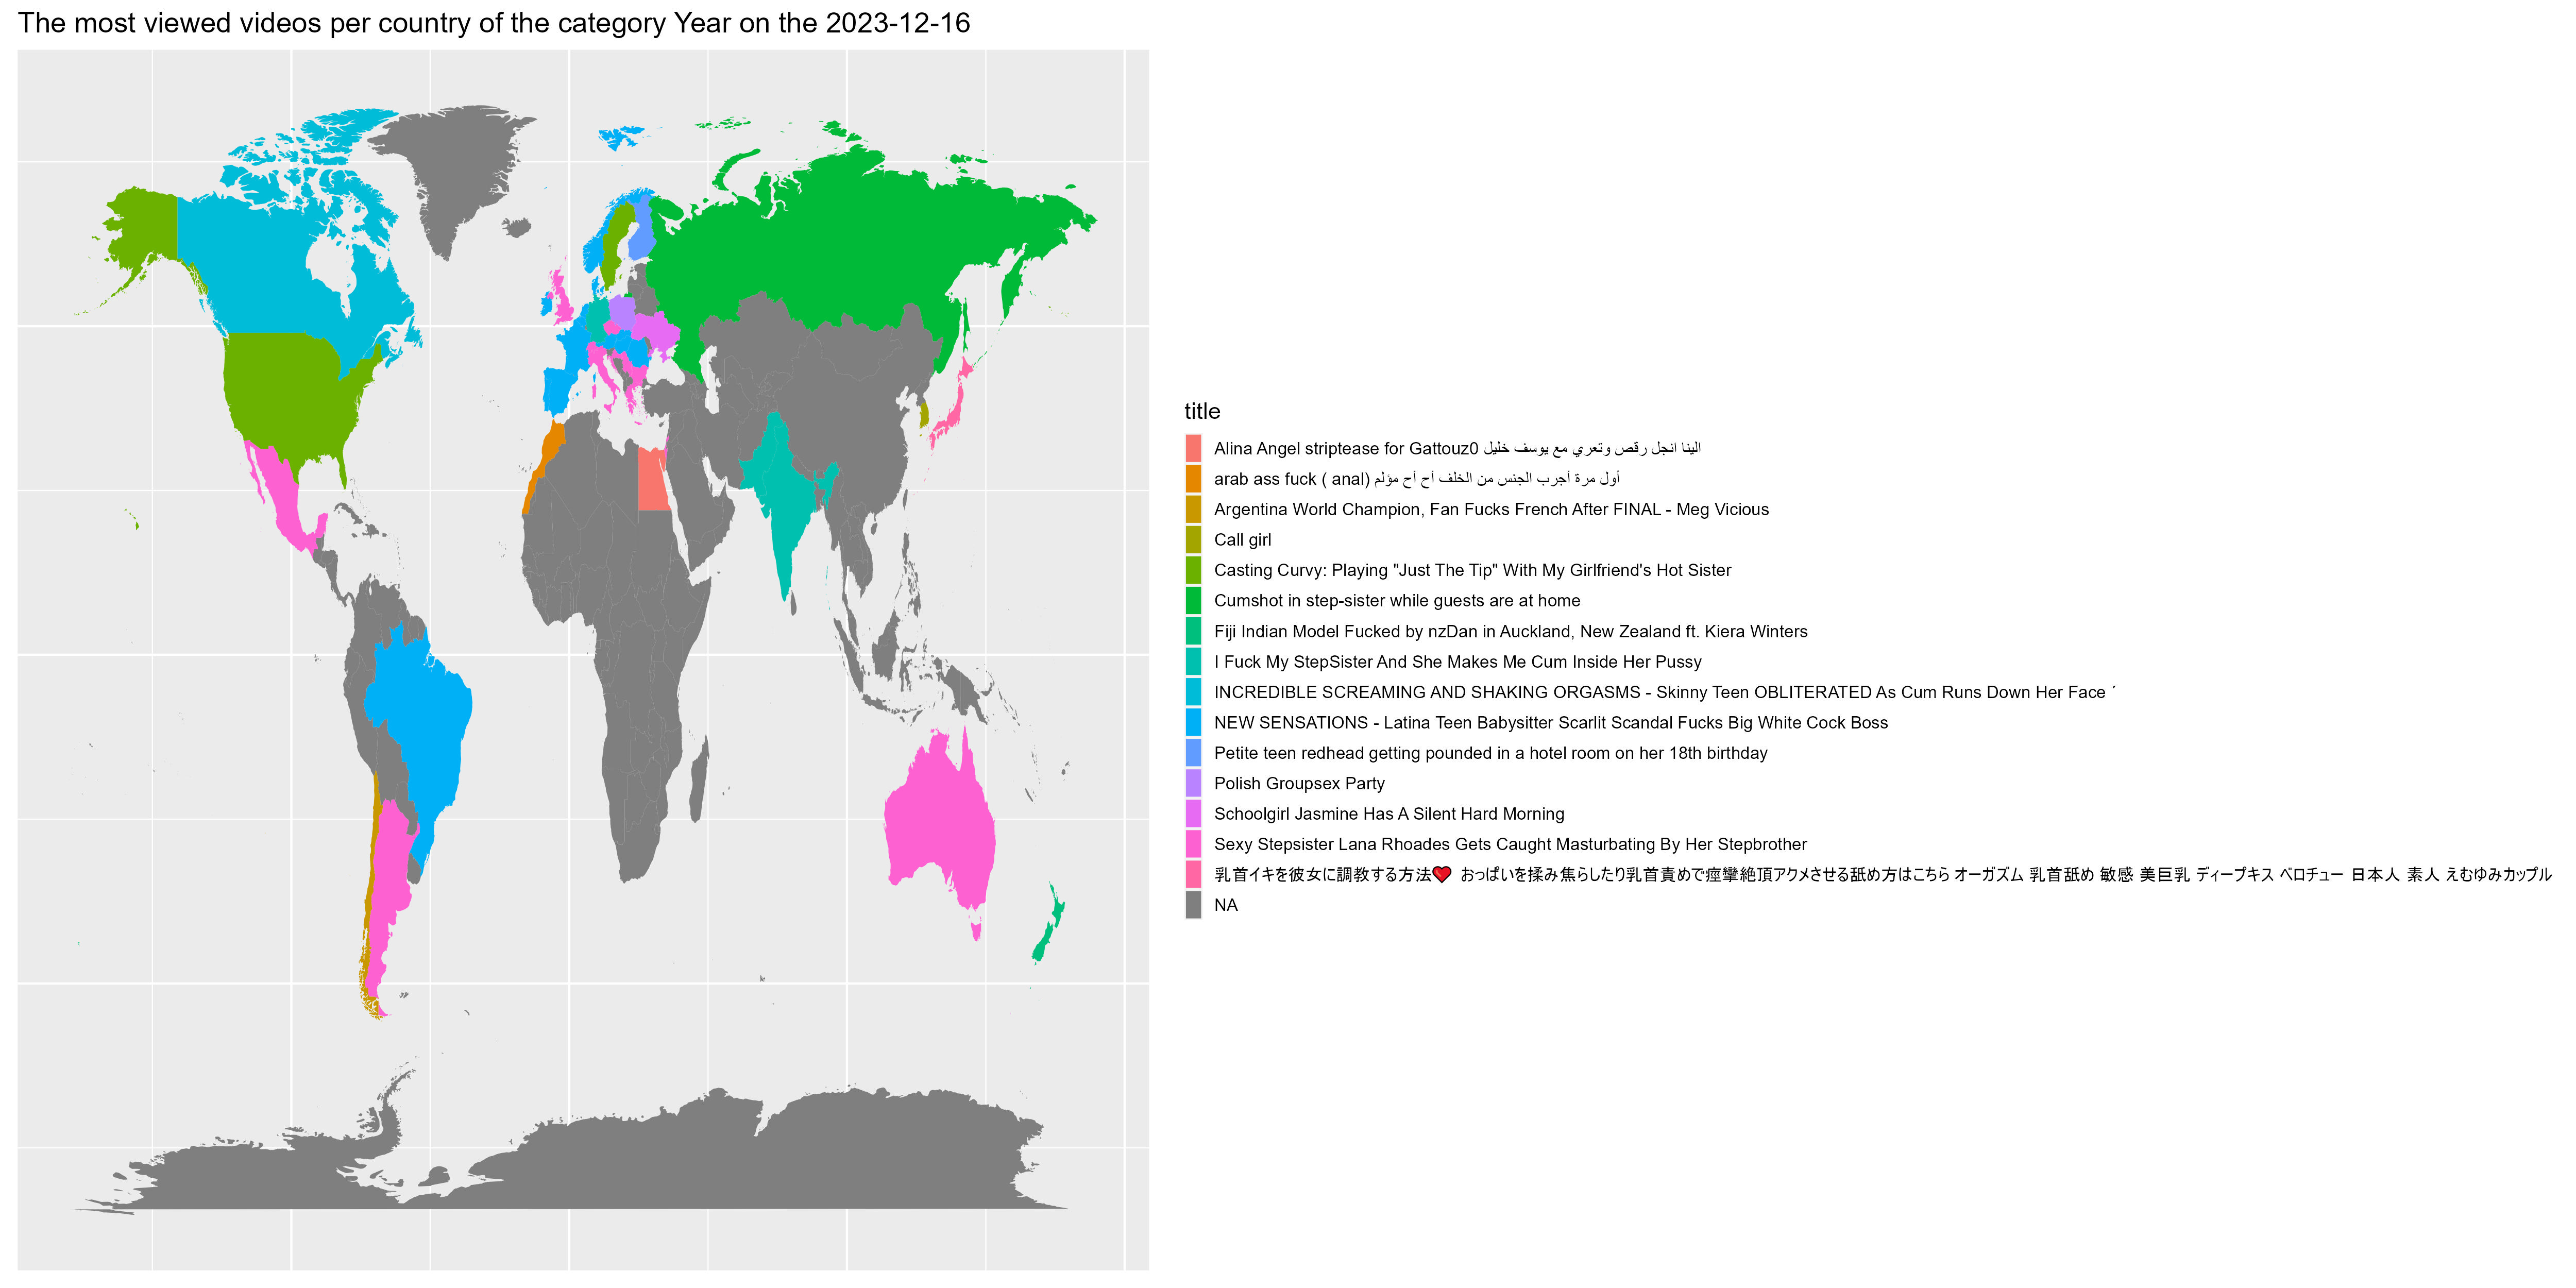 The most viewed videos per country of the category Year on the 2023-12-16
title
Alina Angel striptease for Gattouz0 الينا انجل رقص وتعري مع يوسف خليل
arab ass fuck ( anal) أول مرة أجرب الجنس من الخلف أح أح مؤلم
Argentina World Champion, Fan Fucks French After FINAL - Meg Vicious
Call girl
Casting Curvy: Playing "Just The Tip" With My Girlfriend's Hot Sister
Cumshot in step-sister while guests are at home
Fiji Indian Model Fucked by nzDan in Auckland, New Zealand ft. Kiera Winters
I Fuck My StepSister And She Makes Me Cum Inside Her Pussy
INCREDIBLE SCREAMING AND SHAKING ORGASMS - Skinny Teen OBLITERATED As Cum Runs Down Her Face ´
NEW SENSATIONS - Latina Teen Babysitter Scarlit Scandal Fucks Big White Cock Boss
Petite teen redhead getting pounded in a hotel room on her 18th birthday
Polish Groupsex Party
Schoolgirl Jasmine Has A Silent Hard Morning
Sexy Stepsister Lana Rhoades Gets Caught Masturbating By Her Stepbrother
乳首イキを彼女に調教する方法❤️ おっぱいを揉み焦らしたり乳首責めで痙攣絶頂アクメさせる舐め方はこちら オーガズム 乳首舐め 敏感 美巨乳 ディープキス ベロチュー 日本人 素人 えむゆみカップル
NA